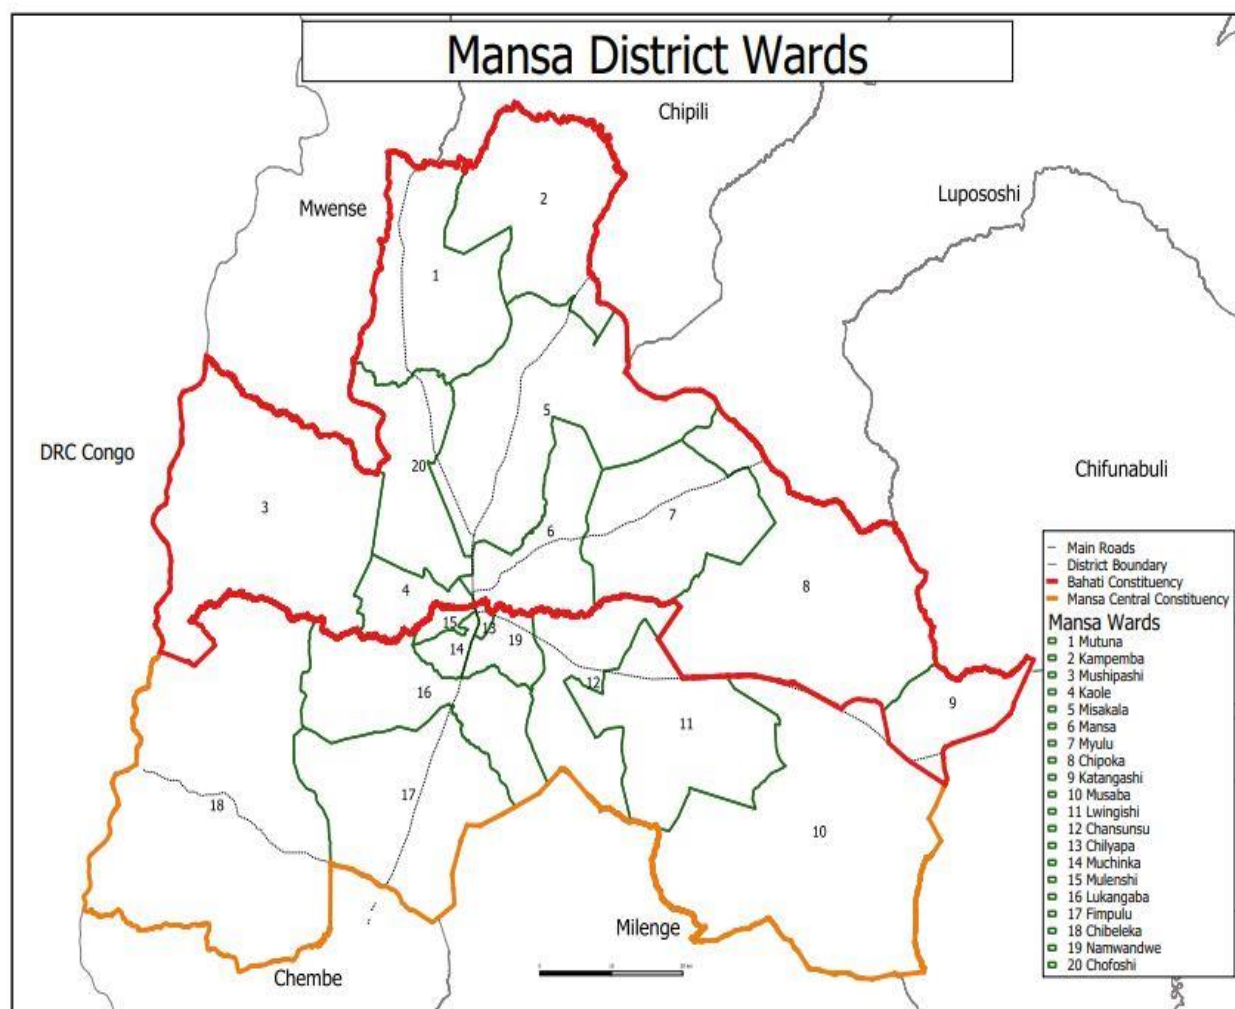 Mansa District Wards
Chipili
Mwense
2
Lupososhi
1
DRC Congo
5
20
Chifunabuli
3
6
7
4
8
15
13
19
14
12
16
9
11
18
17
10
Milenge
Chembe
Main Roads
District Boundary
Bahati Constituency
Mansa Central Constituency
Mansa Wards
1 Mutuna
2 Kampemba
3 Mushipashi
4 Kaole
5 Misakala
6 Mansa
7 Myulu
8 Chipoka
9 Katangashi
10 Musaba
11 Lwingishi
12 Chansunsu
13 Chilyapa
14 Muchinka
15 Mulenshi
16 Lukangaba
17 Fimpulu
18 Chibeleka
19 Namwandwe
20 Chofoshi